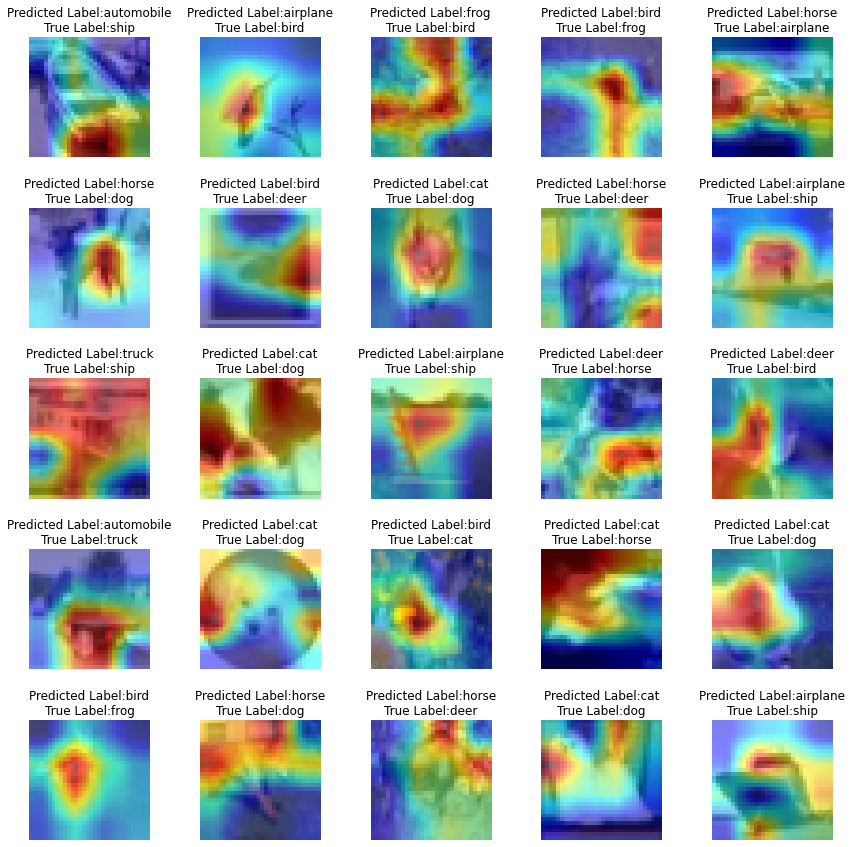 Predicted Label:automobile
True Label:ship
Predicted Label:airplane
True Label:bird
Predicted Label:frog
True Label:bird
Predicted Label:bird
True Label:frog
Predicted Label:horse
True Label:airplane
Predicted Label:horse
True Label:dog
Predicted Label:bird
True Label:deer
Predicted Label:cat
True Label:dog
Predicted Label:horse
True Label:deer
Predicted Label:airplane
True Label:ship
Predicted Label:truck
True Label:ship
Predicted Label:cat
True Label:dog
Predicted Label:airplane
True Label:ship
Predicted Label:deer
True Label:horse
Predicted Label:deer
True Label:bird
Predicted Label:automobile
True Label:truck
Predicted Label:cat
True Label:dog
Predicted Label:bird
True Label:cat
Predicted Label:cat
True Label:horse
Predicted Label:cat
True Label:dog
Predicted Label:bird
True Label:frog
Predicted Label:horse
True Label:dog
Predicted Label:horse
True Label:deer
Predicted Label:cat
True Label:dog
Predicted Label:airplane
True Label:ship